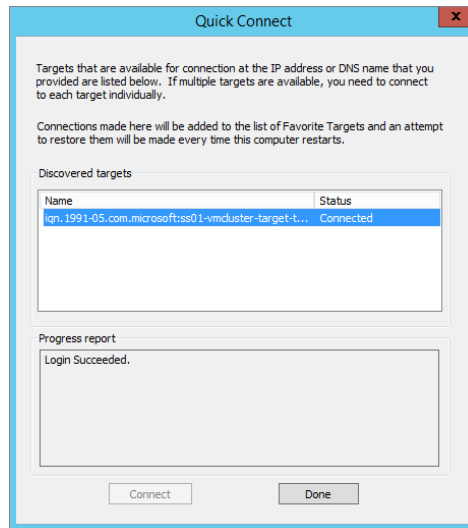 Quick Connect
x
Targets that are available for connection at the IP address or DNS name that you
provided are listed below.  If multiple targets are available, you need to connect
to each target individually.
Connections made here will be added to the list of Favorite Targets and an attempt
to restore them will be made every time this computer restarts.
Discovered targets
Name Status
iqn.1991-05.com.microsoft:ss01-vmcluster-target-t... Connected
Progress report
Login Succeeded.
Connect Done